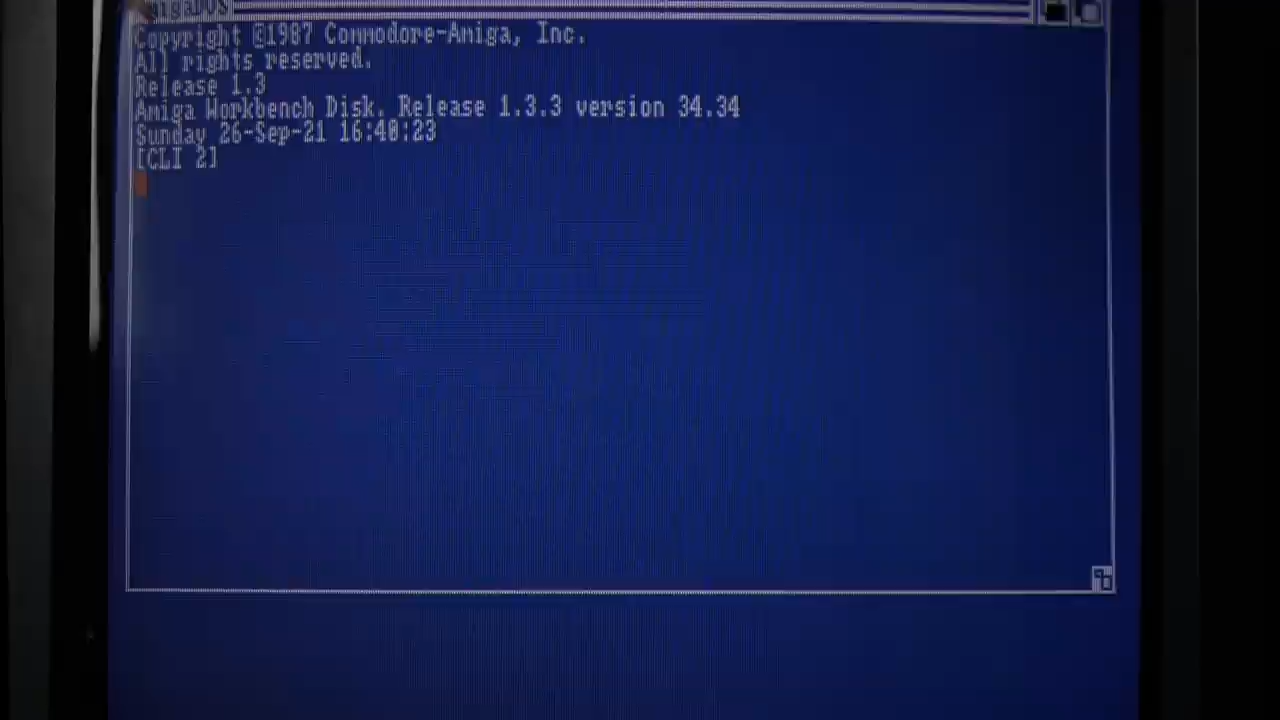 AmigaDOS
Copyright ©1987 Commodore-Amiga, Inc.
All rights reserved.
Release 1.3
Amiga Workbench Disk. Release 1.3.3 version 34.34
Sunday 26-Sep-21 16:40:23
[CLI 2]